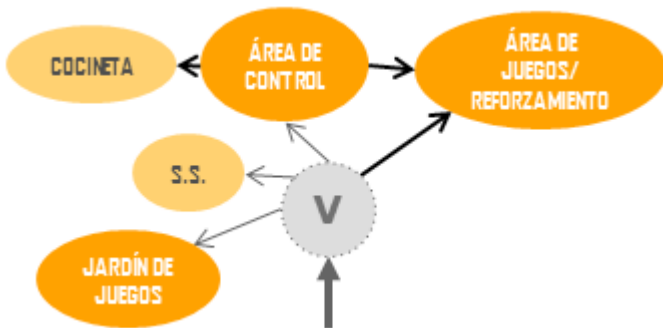 COCINETA
ÁREA DE
CONTROL
ÁREA DE
JUEGOS/
REFORZAMIENTO
S.S.
V
JARDÍN DE
JUEGOS